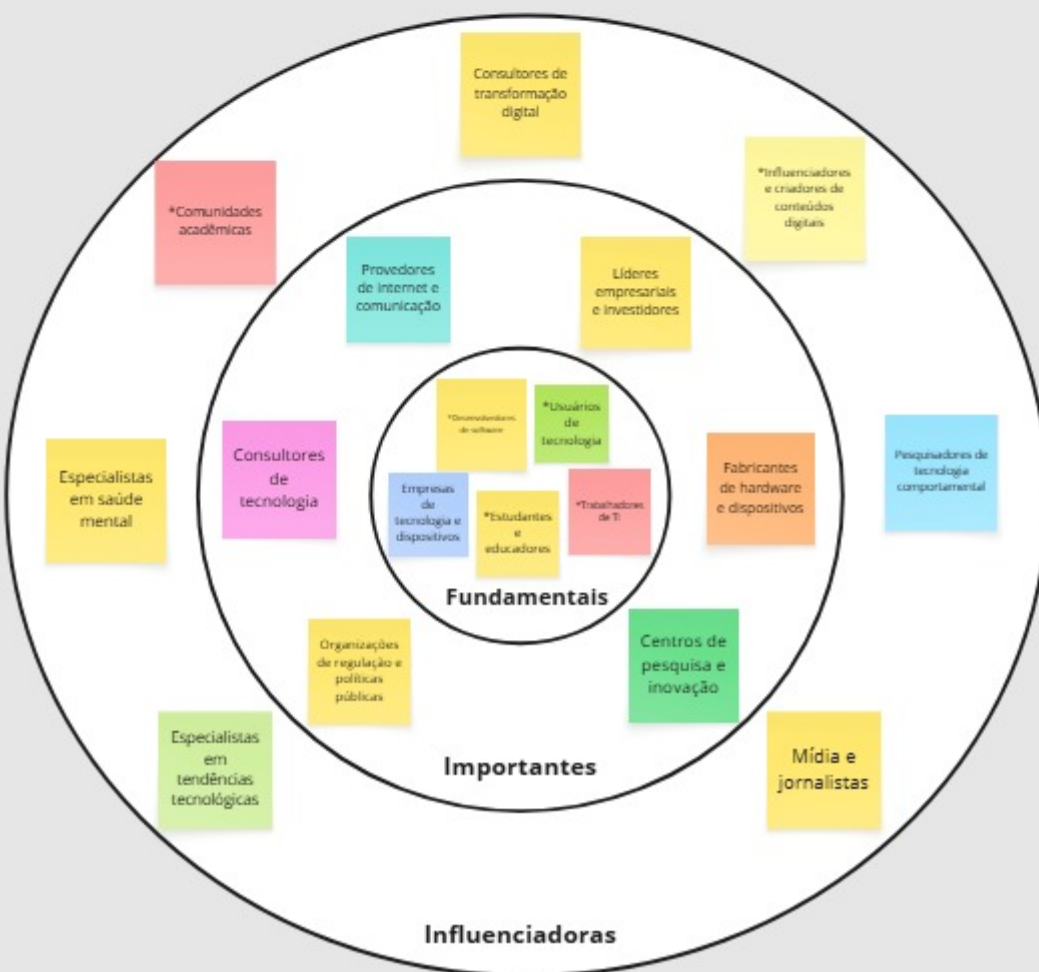 Consultores de
transformação
digital
*Influenciadores
e criadores de
conteúdos
digitais
*Comunidades
acadêmicas
Provedores
de internet e
comunicação
Líderes
empresariais
e investidores
*Desenvolvedores
de software
*Usuários
de
tecnologia
Especialistas
em saúde
mental
Consultores
de
tecnologia
Empresas
de
tecnologia e
dispositivos
*Estudantes
e
educadores
*Trabalhadores
de TI
Fabricantes
de hardware
e dispositivos
Pesquisadores de
tecnologia
comportamental
Fundamentais
Organizações
de regulação e
políticas
públicas
Centros de
pesquisa e
inovação
Especialistas
em
tendências
tecnológicas
Importantes
Mídia e
jornalistas
Influenciadoras